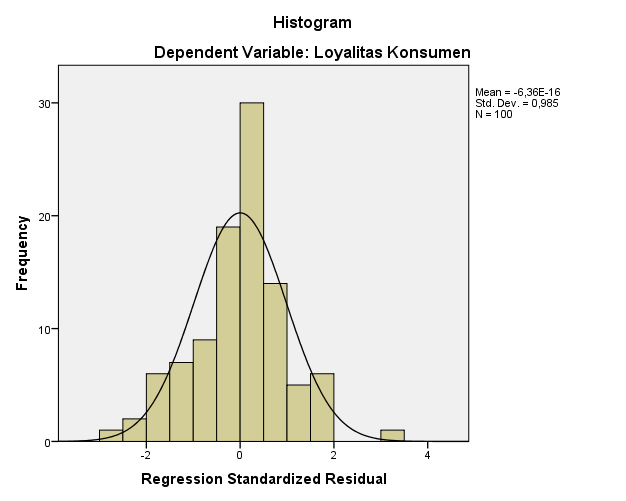 Histogram
Dependent Variable: Loyalitas Konsumen
Mean = -6,36E-16
Std. Dev. = 0,985
N = 100
30
20
10
0
Frequency
-2
0
2
4
Regression Standardized Residual